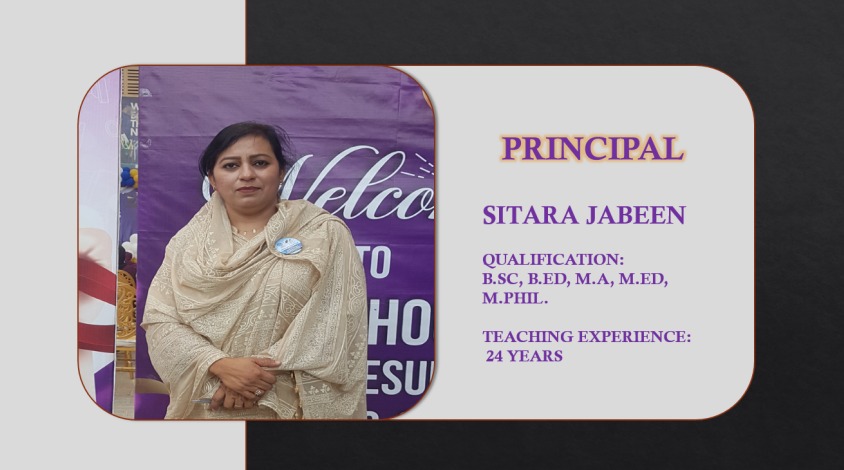 Welco
TO
HO
ESU
PRINCIPAL
SITARA JABEEN
QUALIFICATION:
B.SC, B.ED, M.A, M.ED,
M.PHIL.
TEACHING EXPERIENCE:
24 YEARS